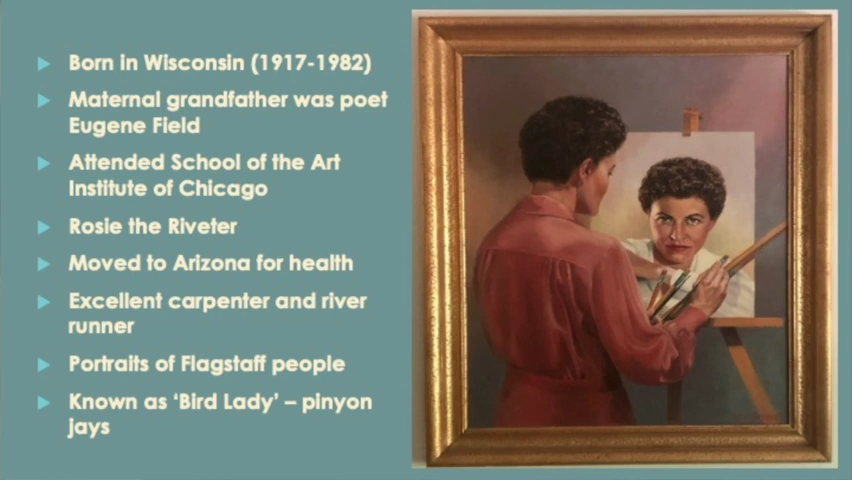 Born in Wisconsin (1917-1982)
Maternal grandfather was poet
Eugene Field
Attended School of the Art
Institute of Chicago
Rosie the Riveter
Moved to Arizona for health
Excellent carpenter and river
runner
Portraits of Flagstaff people
Known as ‘Bird Lady’ – pinyon
jays